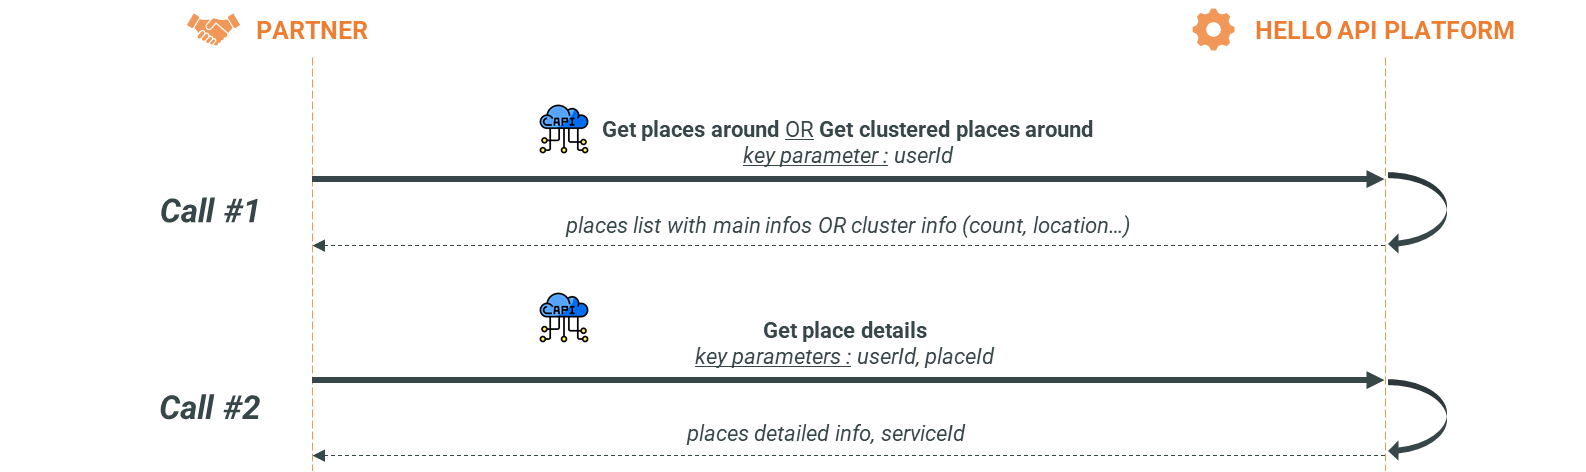 PARTNER
HELLO API PLATFORM
API
Get places around OR Get clustered places around
key parameter : userId
Call #1
places list with main infos OR cluster info (count, location...)
API
Get place details
key parameters : userId, placeId
Call #2
places detailed info, serviceId